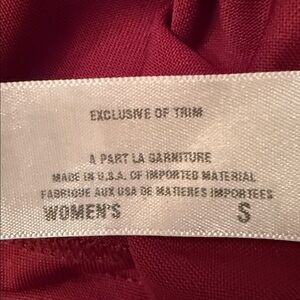 EXCLUSIVE OF TRIM
A PART LA GARNITURE
MADE IN U.S.A. OF IMPORTED MATERIAL
FABRIQUE AUX USA DE MATIERES IMPORTEES
WOMEN'S S